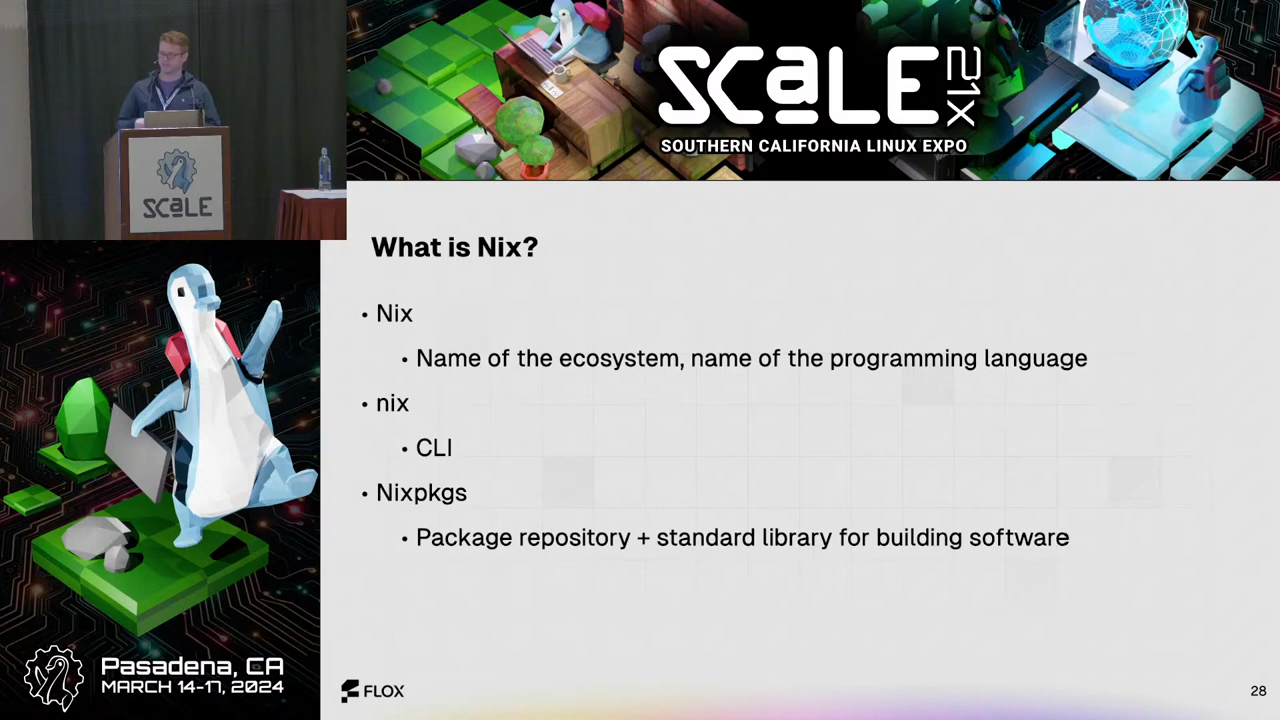 SCaLE 21x
SOUTHERN CALIFORNIA LINUX EXPO
SCaLE
What is Nix?
• Nix
• Name of the ecosystem, name of the programming language
• nix
• CLI
• Nixpkgs
• Package repository + standard library for building software
Pasadena, CA
MARCH 14-17, 2024
FLOX
28